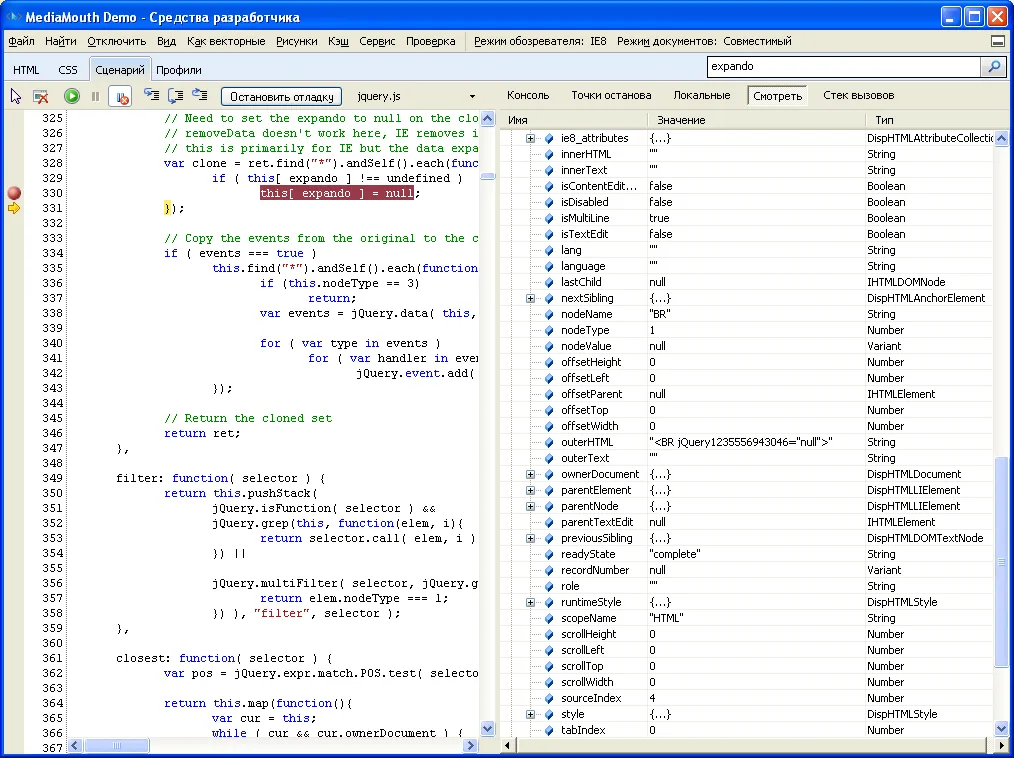 MediaMouth Demo - Средства разработчика
Файл Найти Отключить Вид Как векторные Рисунки Кэш Сервис Проверка Режим обозревателя: IE8 Режим документов: Совместимый
HTML CSS Сценарий Профили expando
Остановить отладку jquery.js Консоль Точки останова Локальные Смотреть Стек вызовов
325 // Need to set the expando to null on the clo
326 // removeData doesn't work here, IE removes i
327 // this is primarily for IE but the data expa
328 var clone = ret.find("*").andSelf().each(func
329 if ( this[ expando ] !== undefined )
330 this[ expando ] = null;
331 });
332
333 // Copy the events from the original to the c
334 if ( events === true )
335 this.find("*").andSelf().each(function
336 if (this.nodeType == 3)
337 return;
338 var events = jQuery.data( this,
339
340 for ( var type in events )
341 for ( var handler in even
342 jQuery.event.add(
343 });
344
345 // Return the cloned set
346 return ret;
347 },
348
349 filter: function( selector ) {
350 return this.pushStack(
351 jQuery.isFunction( selector ) &&
352 jQuery.grep(this, function(elem, i){
353 return selector.call( elem, i )
354 }) ||
355
356 jQuery.multiFilter( selector, jQuery.g
357 return elem.nodeType === 1;
358 }) ), "filter", selector );
359 },
360
361 closest: function( selector ) {
362 var pos = jQuery.expr.match.POS.test( selecto
363
364 return this.map(function(){
365 var cur = this;
366 while ( cur && cur.ownerDocument ) {
367
Имя Значение Тип
ie8_attributes {...} DispHTMLAttributeCollectio
innerHTML "" String
innerText "" String
isContentEdit... false Boolean
isDisabled false Boolean
isMultiLine true Boolean
isTextEdit false Boolean
lang "" String
language "" String
lastChild null IHTMLDOMNode
nextSibling {...} DispHTMLAnchorElement
nodeName "BR" String
nodeType 1 Number
nodeValue null Variant
offsetHeight 0 Number
offsetLeft 0 Number
offsetParent null IHTMLElement
offsetTop 0 Number
offsetWidth 0 Number
outerHTML "<BR jQuery1235556943046="null">" String
outerText "" String
ownerDocument {...} DispHTMLDocument
parentElement {...} DispHTMLLIElement
parentNode {...} DispHTMLLIElement
parentTextEdit null IHTMLElement
previousSibling {...} DispHTMLDOMTextNode
readyState "complete" String
recordNumber null Variant
role "" String
runtimeStyle {...} DispHTMLStyle
scopeName "HTML" String
scrollHeight 0 Number
scrollLeft 0 Number
scrollTop 0 Number
scrollWidth 0 Number
sourceIndex 4 Number
style {...} DispHTMLStyle
tabIndex 0 Number